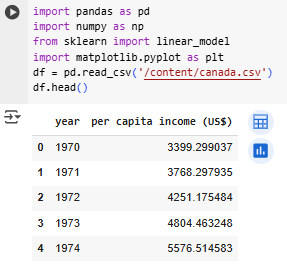 import pandas as pd
import numpy as np
from sklearn import linear_model
import matplotlib.pyplot as plt
df = pd.read_csv('/content/canada.csv')
df.head()
year per capita income (US$)
0 1970 3399.299037
1 1971 3768.297935
2 1972 4251.175484
3 1973 4804.463248
4 1974 5576.514583